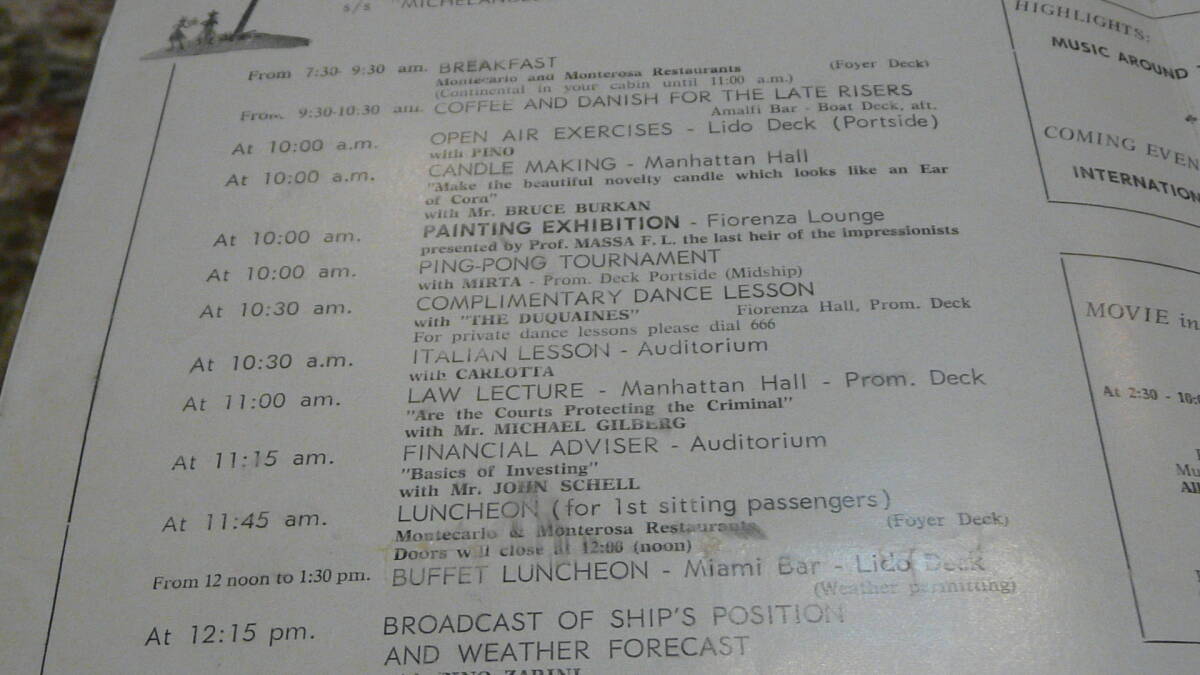 s/s "MICHELANGELO
From 7:30- 9:30 am. BREAKFAST
Montecarlo and Monterosa Restaurants (Foyer Deck)
(Continental in your cabin until 11:00 a.m.)
From 9:30-10:30 am. COFFEE AND DANISH FOR THE LATE RISERS
Amalfi Bar - Boat Deck, aft.
At 10:00 a.m. OPEN AIR EXERCISES - Lido Deck (Portside)
with PINO
At 10:00 a.m. CANDLE MAKING - Manhattan Hall
"Make the beautiful novelty candle which looks like an Ear
of Corn"
with Mr. BRUCE BURKAN
At 10:00 am. PAINTING EXHIBITION - Fiorenza Lounge
presented by Prof. MASSA F. L. the last heir of the impressionists
At 10:00 am. PING-PONG TOURNAMENT
with MIRTA - Prom. Deck Portside (Midship)
At 10:30 am. COMPLIMENTARY DANCE LESSON
with "THE DUQUAINES" Fiorenza Hall, Prom. Deck
For private dance lessons please dial 666
At 10:30 a.m. ITALIAN LESSON - Auditorium
with CARLOTTA
At 11:00 am. LAW LECTURE - Manhattan Hall - Prom. Deck
"Are the Courts Protecting the Criminal"
with Mr. MICHAEL GILBERG
At 11:15 am. FINANCIAL ADVISER - Auditorium
"Basics of Investing"
with Mr. JOHN SCHELL
At 11:45 am. LUNCHEON (for 1st sitting passengers)
Montecarlo & Monterosa Restaurants (Foyer Deck)
Doors will close at 12:00 (noon)
From 12 noon to 1:30 pm. BUFFET LUNCHEON - Miami Bar - Lido Deck
(Weather permitting)
At 12:15 pm. BROADCAST OF SHIP'S POSITION
AND WEATHER FORECAST
HIGHLIGHTS:
MUSIC AROUND
COMING EVEN
INTERNATION
MOVIE in
At 2:30 - 10:
Mu
All